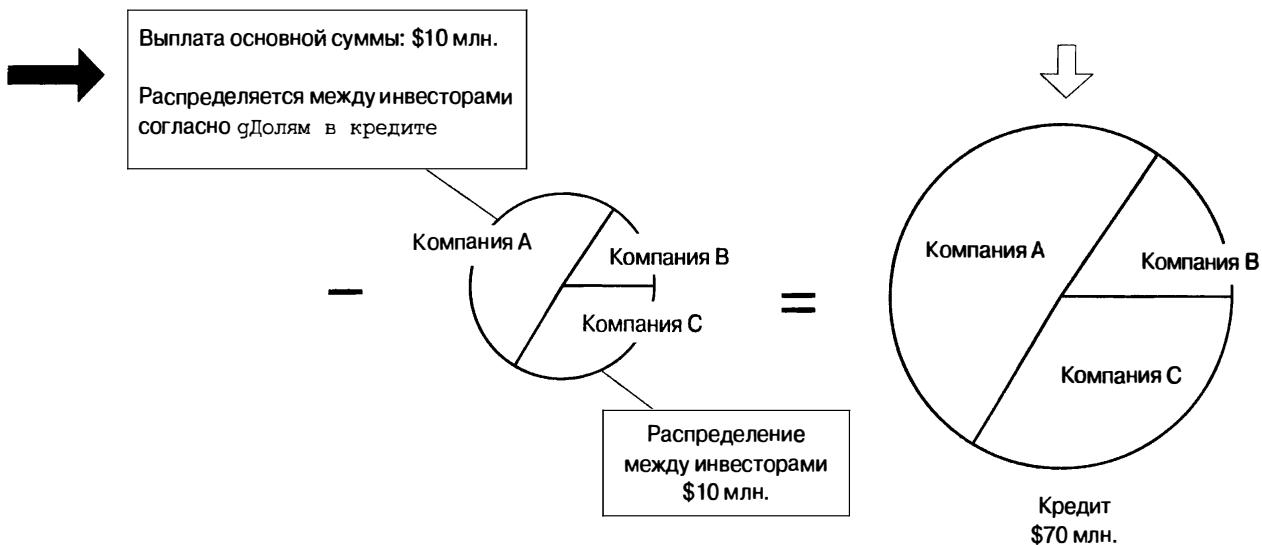 Выплата основной суммы: $10 млн.
Распределяется между инвесторами
согласно gДолям в кредите
Компания A
Компания B
Компания C
Распределение
между инвесторами
$10 млн.
Компания A
Компания B
Компания C
Кредит
$70 млн.